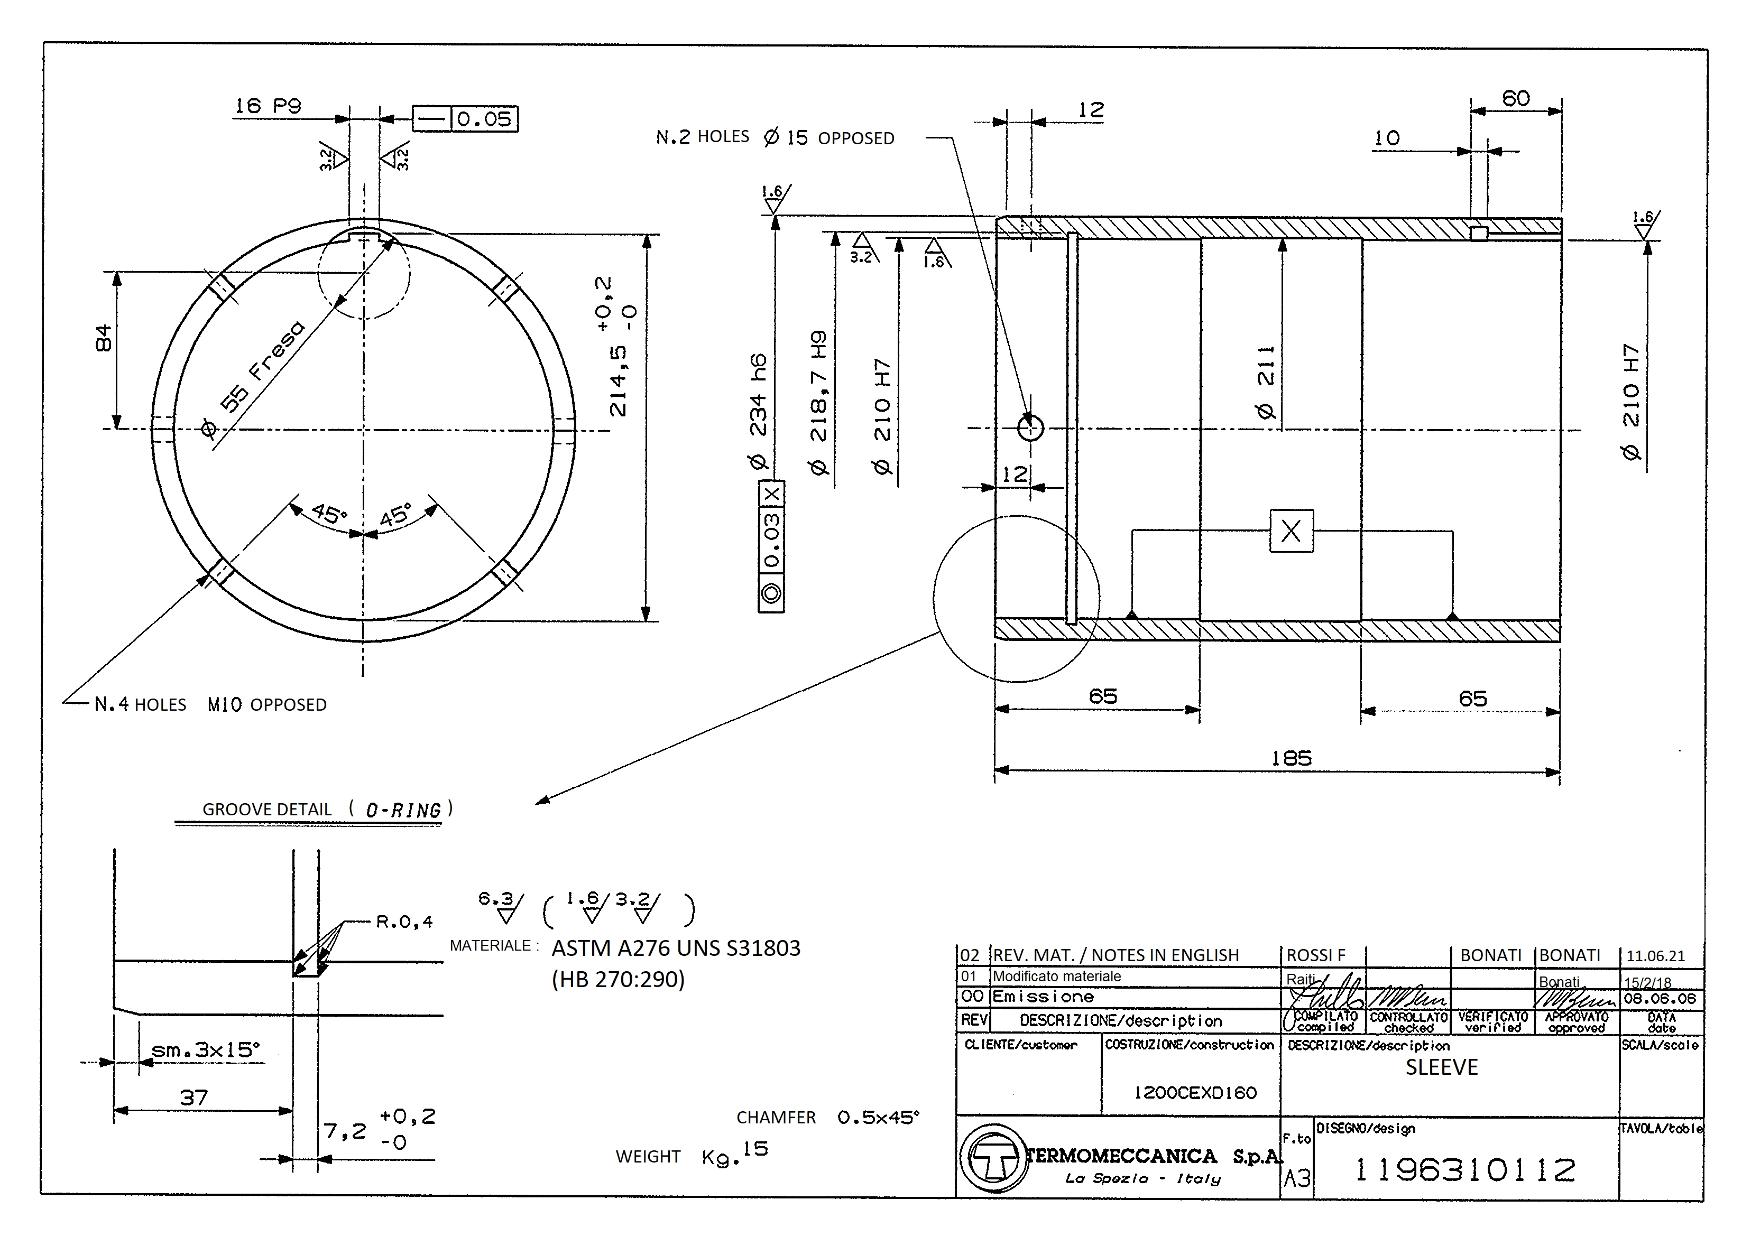 16 P9
0.05
3.2
3.2
84
Ø 55 Fresa
214,5 +0,2 -0
45°
45°
N.4 HOLES M10 OPPOSED
N.2 HOLES Ø 15 OPPOSED
12
60
10
1.6
3.2
1.6
1.6
Ø 234 h6
0.03 X
Ø 218,7 H9
Ø 210 H7
Ø 211
Ø 210 H7
12
X
65
65
185
GROOVE DETAIL ( O-RING )
R.0,4
sm.3x15°
37
7,2 +0,2 -0
6.3 ( 1.6 3.2 )
MATERIALE : ASTM A276 UNS S31803
(HB 270:290)
CHAMFER 0.5x45°
WEIGHT Kg.15
02 REV. MAT. / NOTES IN ENGLISH ROSSI F BONATI BONATI 11.06.21
01 Modificato materiale Raiti Bonati 15/2/18
00 Emissione 08.06.06
REV DESCRIZIONE/description COMPILATO compiled CONTROLLATO checked VERIFICATO verified APPROVATO approved DATA date
CLIENTE/customer COSTRUZIONE/construction DESCRIZIONE/description SCALA/scale
SLEEVE
1200CEXD160
TERMOMECCANICA S.p.A.
La Spezia - Italy
F.to
A3
DISEGNO/design
1196310112
TAVOLA/table